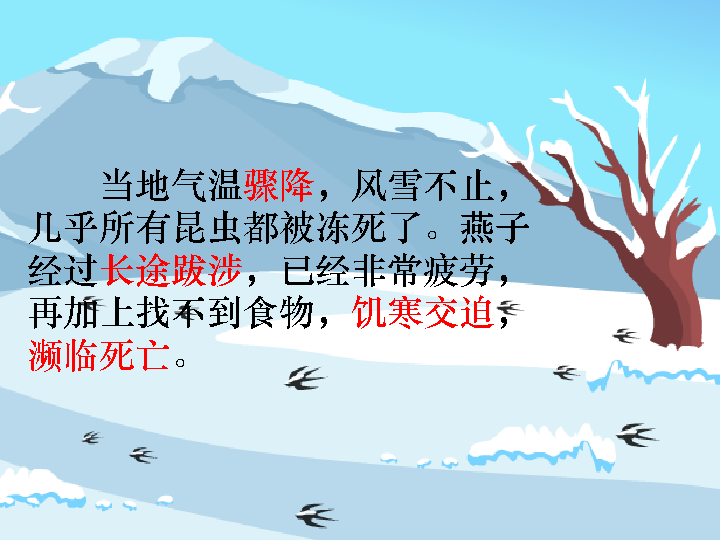 当地气温骤降，风雪不止，
几乎所有昆虫都被冻死了。燕子
经过长途跋涉，已经非常疲劳，
再加上找不到食物，饥寒交迫，
濒临死亡。